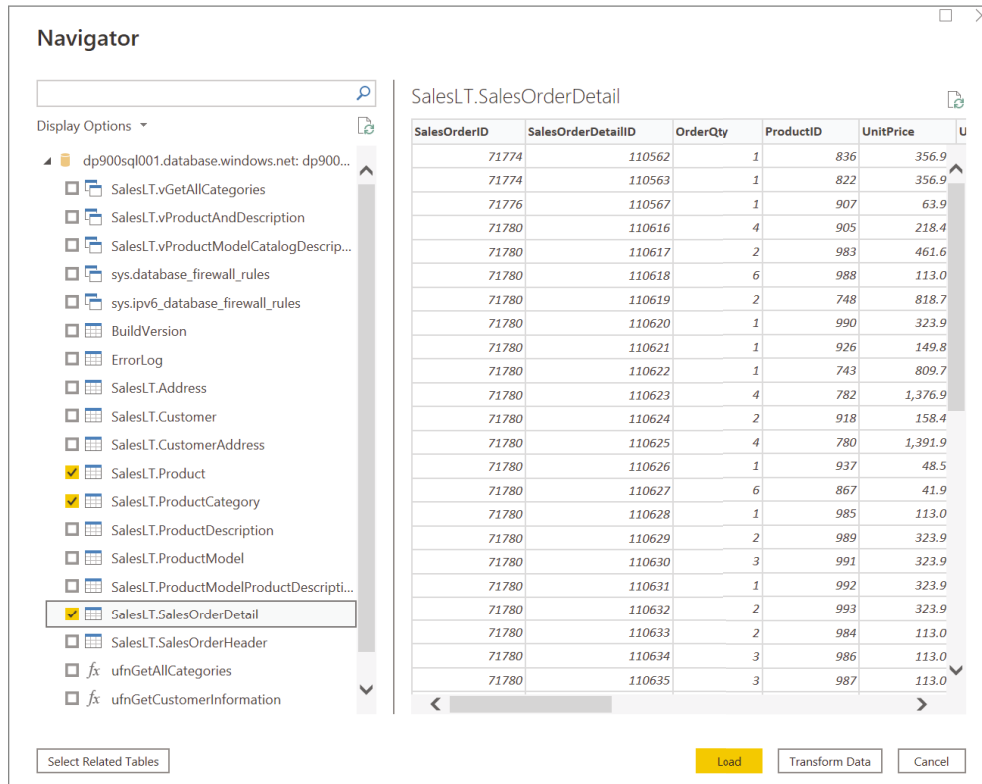 Navigator
Display Options
dp900sql001.database.windows.net: dp900...
SalesLT.vGetAllCategories
SalesLT.vProductAndDescription
SalesLT.vProductModelCatalogDescrip...
sys.database_firewall_rules
sys.ipv6_database_firewall_rules
BuildVersion
ErrorLog
SalesLT.Address
SalesLT.Customer
SalesLT.CustomerAddress
SalesLT.Product
SalesLT.ProductCategory
SalesLT.ProductDescription
SalesLT.ProductModel
SalesLT.ProductModelProductDescripti...
SalesLT.SalesOrderDetail
SalesLT.SalesOrderHeader
fx ufnGetAllCategories
fx ufnGetCustomerInformation
SalesLT.SalesOrderDetail
SalesOrderID SalesOrderDetailID OrderQty ProductID UnitPrice U
71774 110562 1 836 356.9
71774 110563 1 822 356.9
71776 110567 1 907 63.9
71780 110616 4 905 218.4
71780 110617 2 983 461.6
71780 110618 6 988 113.0
71780 110619 2 748 818.7
71780 110620 1 990 323.9
71780 110621 1 926 149.8
71780 110622 1 743 809.7
71780 110623 4 782 1,376.9
71780 110624 2 918 158.4
71780 110625 4 780 1,391.9
71780 110626 1 937 48.5
71780 110627 6 867 41.9
71780 110628 1 985 113.0
71780 110629 2 989 323.9
71780 110630 3 991 323.9
71780 110631 1 992 323.9
71780 110632 2 993 323.9
71780 110633 2 984 113.0
71780 110634 3 986 113.0
71780 110635 3 987 113.0
Select Related Tables Load Transform Data Cancel